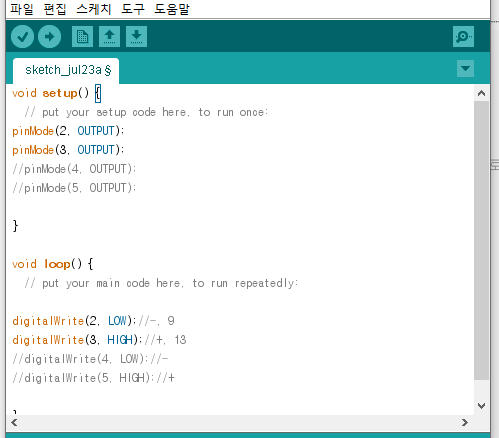 파일 편집 스케치 도구 도움말
sketch_jul23a §
void setup() {
// put your setup code here, to run once:
pinMode(2, OUTPUT);
pinMode(3, OUTPUT);
//pinMode(4, OUTPUT);
//pinMode(5, OUTPUT);
}
void loop() {
// put your main code here, to run repeatedly:
digitalWrite(2, LOW);//-, 9
digitalWrite(3, HIGH);//+, 13
//digitalWrite(4, LOW);//-
//digitalWrite(5, HIGH);//+
}